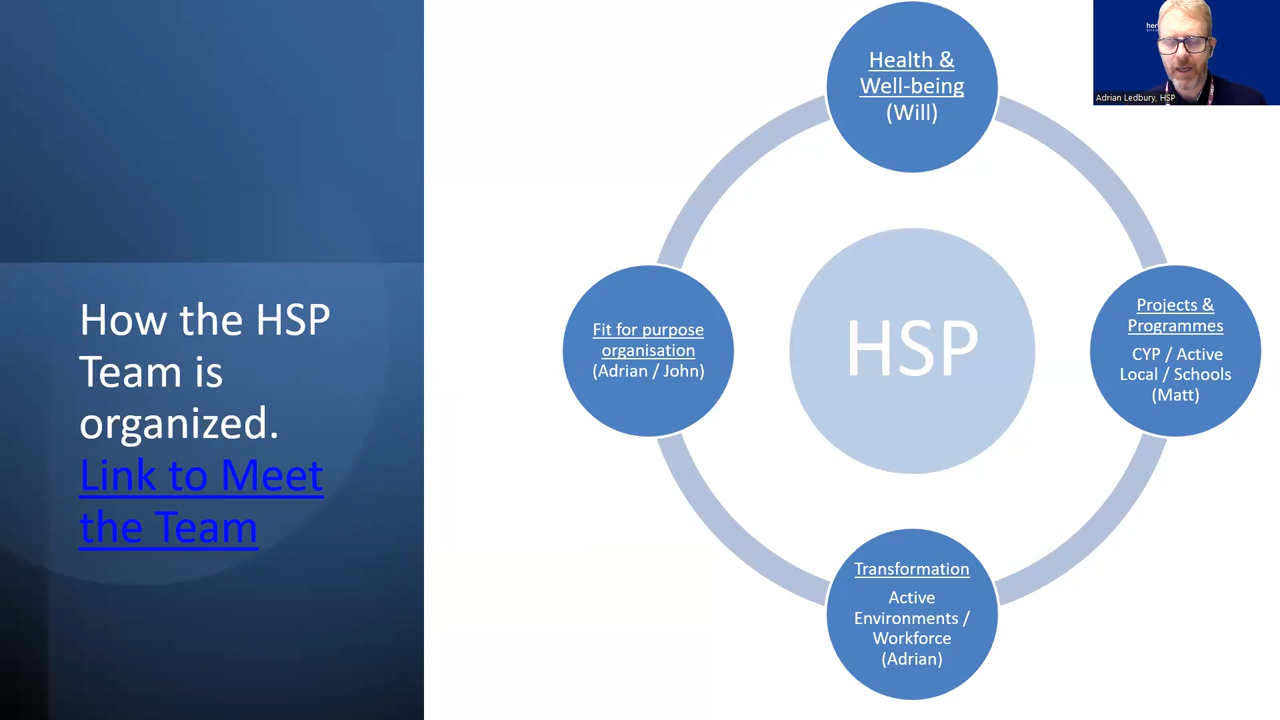 How the HSP
Team is
organized.
Link to Meet
the Team
Health &
Well-being
(Will)
Fit for purpose
organisation
(Adrian / John)
HSP
Projects &
Programmes
CYP / Active
Local / Schools
(Matt)
Transformation
Active
Environments /
Workforce
(Adrian)
Adrian Ledbury, HSP